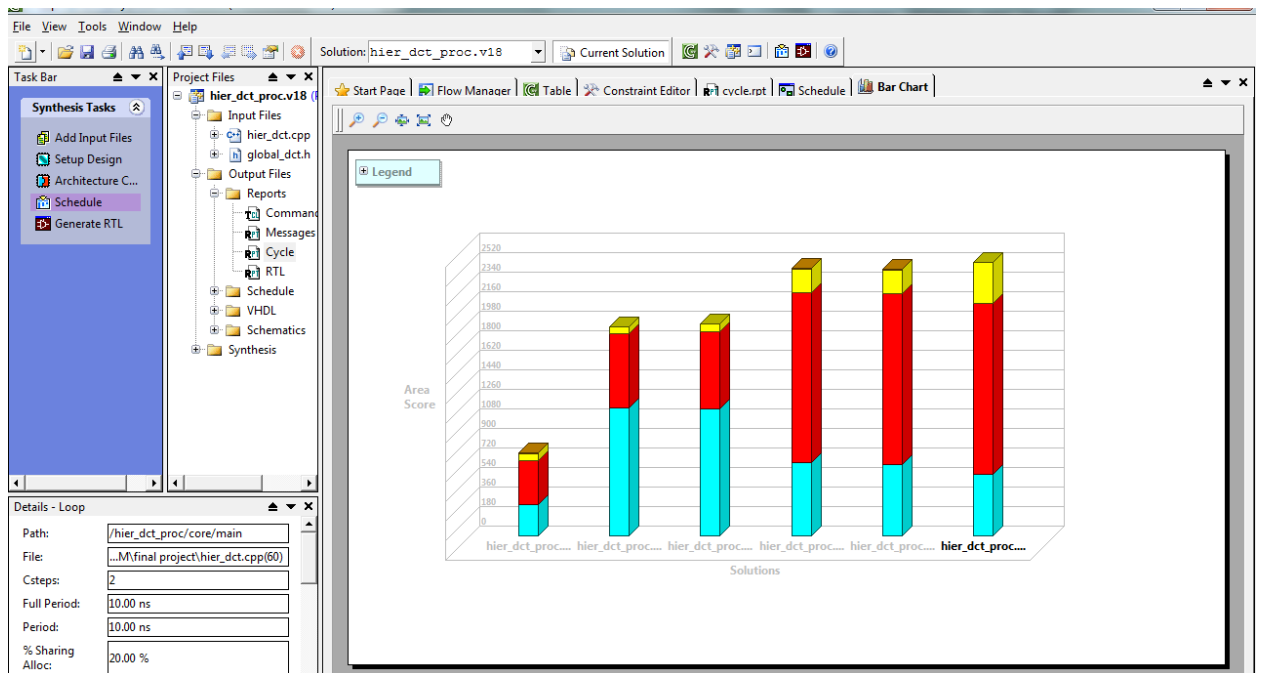 File View Tools Window Help
Solution: hier_dct_proc.v18 Current Solution
Task Bar
Synthesis Tasks
Add Input Files
Setup Design
Architecture C...
Schedule
Generate RTL
Project Files
hier_dct_proc.v18
Input Files
hier_dct.cpp
global_dct.h
Output Files
Reports
Command
Messages
Cycle
RTL
Schedule
VHDL
Schematics
Synthesis
Start Page Flow Manager Table Constraint Editor cycle.rpt Schedule Bar Chart
Legend
2520
2340
2160
1980
1800
1620
1440
1260
1080
900
720
540
360
180
0
Area
Score
hier_dct_proc.... hier_dct_proc.... hier_dct_proc.... hier_dct_proc.... hier_dct_proc.... hier_dct_proc....
Solutions
Details - Loop
Path: /hier_dct_proc/core/main
File: ...M\final project\hier_dct.cpp(60)
Csteps: 2
Full Period: 10.00 ns
Period: 10.00 ns
% Sharing
Alloc: 20.00 %